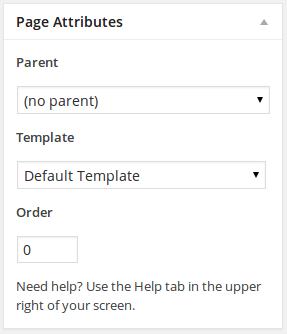 Page Attributes
Parent
(no parent)
Template
Default Template
Order
0
Need help? Use the Help tab in the upper
right of your screen.